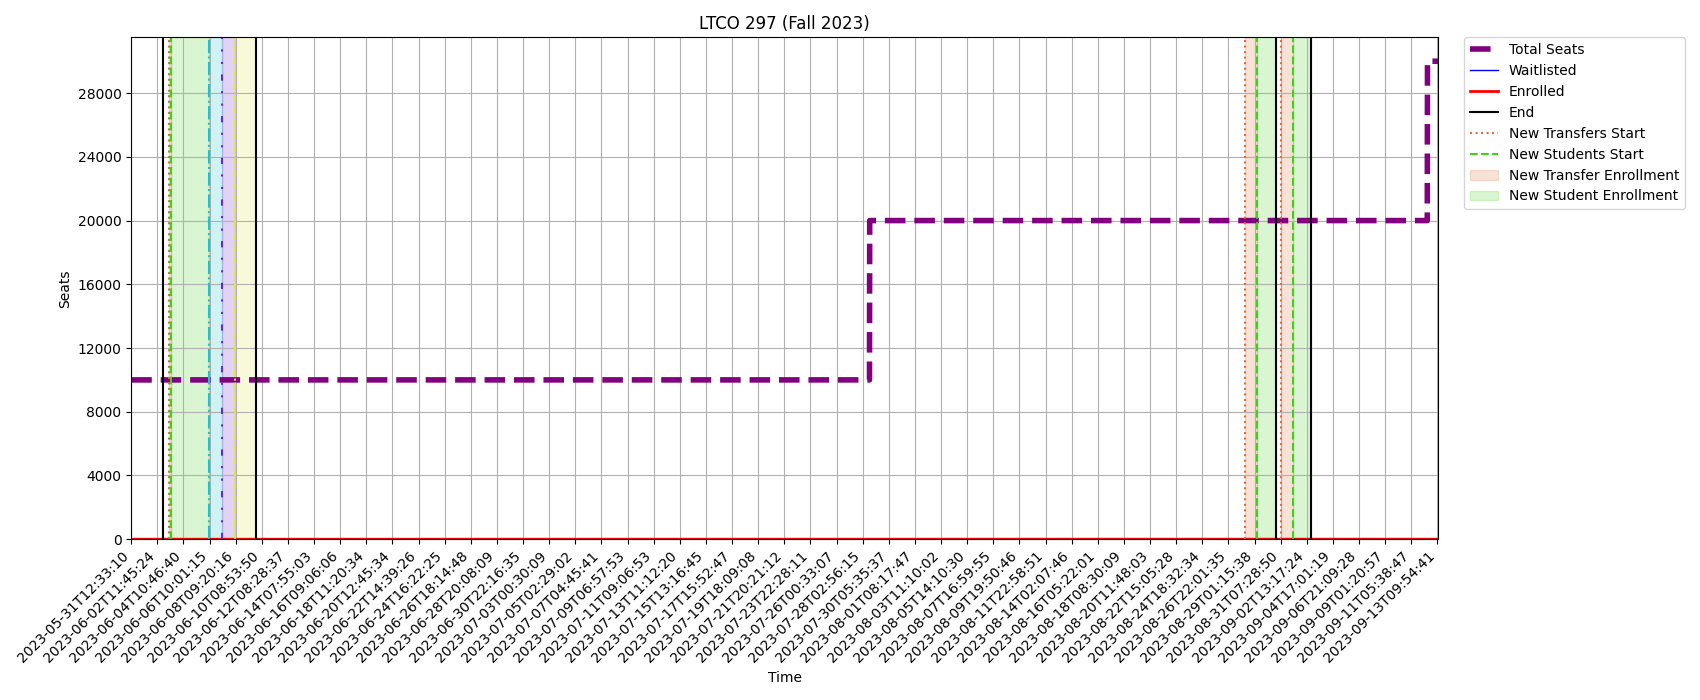 LTCO 297 (Fall 2023)
Seats
28000
24000
20000
16000
12000
8000
4000
0
2023-05-31T12:33:10
2023-06-02T11:45:24
2023-06-04T10:46:40
2023-06-06T10:01:15
2023-06-08T09:20:16
2023-06-10T08:53:50
2023-06-12T08:28:37
2023-06-14T07:55:03
2023-06-16T09:06:06
2023-06-18T11:20:34
2023-06-20T12:45:34
2023-06-22T14:39:26
2023-06-24T16:22:25
2023-06-26T18:14:48
2023-06-28T20:08:09
2023-06-30T22:16:35
2023-07-03T00:30:09
2023-07-05T02:29:02
2023-07-07T04:45:41
2023-07-09T06:57:53
2023-07-11T09:06:53
2023-07-13T11:12:20
2023-07-15T13:16:45
2023-07-17T15:52:47
2023-07-19T18:09:08
2023-07-21T20:21:12
2023-07-23T22:28:11
2023-07-26T00:33:07
2023-07-28T02:56:15
2023-07-30T05:35:37
2023-08-01T08:17:47
2023-08-03T11:10:02
2023-08-05T14:10:30
2023-08-07T16:59:55
2023-08-09T19:50:46
2023-08-11T22:58:51
2023-08-14T02:07:46
2023-08-16T05:22:01
2023-08-18T08:30:09
2023-08-20T11:48:03
2023-08-22T15:05:28
2023-08-24T18:32:34
2023-08-26T22:01:35
2023-08-29T01:15:38
2023-08-31T07:28:50
2023-09-02T13:17:24
2023-09-04T17:01:19
2023-09-06T21:09:28
2023-09-09T01:20:57
2023-09-11T05:38:47
2023-09-13T09:54:41
Time
Total Seats
Waitlisted
Enrolled
End
New Transfers Start
New Students Start
New Transfer Enrollment
New Student Enrollment